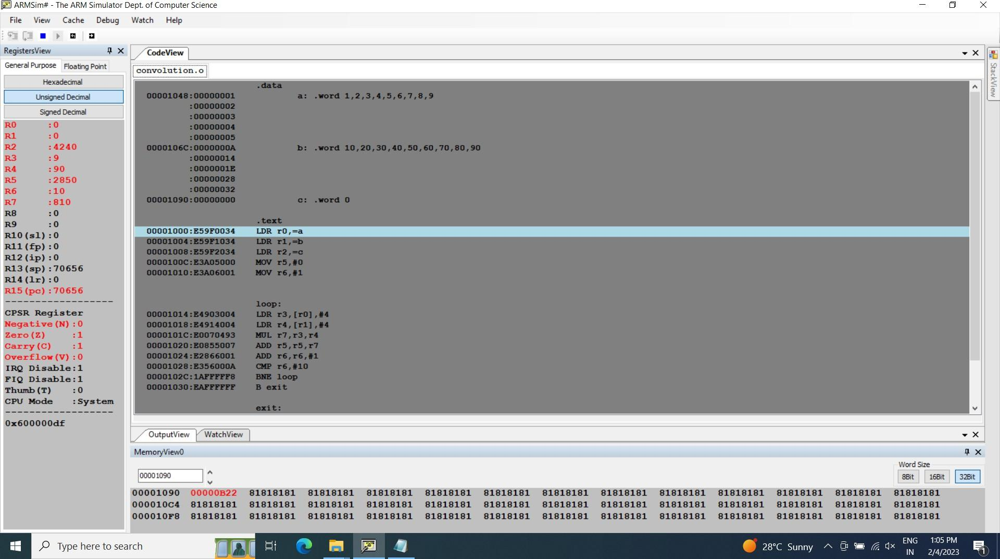 ARMSim# - The ARM Simulator Dept. of Computer Science
File View Cache Debug Watch Help
RegistersView
General Purpose Floating Point
Hexadecimal
Unsigned Decimal
Signed Decimal
R0 :0
R1 :0
R2 :4240
R3 :9
R4 :90
R5 :2850
R6 :10
R7 :810
R8 :0
R9 :0
R10(sl):0
R11(fp):0
R12(ip):0
R13(sp):70656
R14(lr):0
R15(pc):70656
------------------
CPSR Register
Negative(N):0
Zero(Z) :1
Carry(C) :1
Overflow(V):0
IRQ Disable:1
FIQ Disable:1
Thumb(T) :0
CPU Mode :System
------------------
0x600000df
CodeView
convolution.o
.data
00001048:00000001 a: .word 1,2,3,4,5,6,7,8,9
:00000002
:00000003
:00000004
:00000005
0000106C:0000000A b: .word 10,20,30,40,50,60,70,80,90
:00000014
:0000001E
:00000028
:00000032
00001090:00000000 c: .word 0
.text
00001000:E59F0034 LDR r0,=a
00001004:E59F1034 LDR r1,=b
00001008:E59F2034 LDR r2,=c
0000100C:E3A05000 MOV r5,#0
00001010:E3A06001 MOV r6,#1
loop:
00001014:E4903004 LDR r3,[r0],#4
00001018:E4914004 LDR r4,[r1],#4
0000101C:E0070493 MUL r7,r3,r4
00001020:E0855007 ADD r5,r5,r7
00001024:E2866001 ADD r6,r6,#1
00001028:E356000A CMP r6,#10
0000102C:1AFFFFF8 BNE loop
00001030:EAFFFFFF B exit
exit:
StackView
OutputView WatchView
MemoryView0
Word Size
00001090 8Bit 16Bit 32Bit
00001090 00000B22 81818181 81818181 81818181 81818181 81818181 81818181 81818181 81818181 81818181 81818181 81818181 81818181
000010C4 81818181 81818181 81818181 81818181 81818181 81818181 81818181 81818181 81818181 81818181 81818181 81818181 81818181
000010F8 81818181 81818181 81818181 81818181 81818181 81818181 81818181 81818181 81818181 81818181 81818181 81818181 81818181
Type here to search
28°C Sunny
ENG
IN
1:05 PM
2/4/2023
1